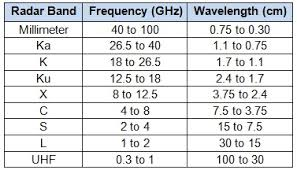 Radar Band Frequency (GHz) Wavelength (cm)
Millimeter 40 to 100 0.75 to 0.30
Ka 26.5 to 40 1.1 to 0.75
K 18 to 26.5 1.7 to 1.1
Ku 12.5 to 18 2.4 to 1.7
X 8 to 12.5 3.75 to 2.4
C 4 to 8 7.5 to 3.75
S 2 to 4 15 to 7.5
L 1 to 2 30 to 15
UHF 0.3 to 1 100 to 30